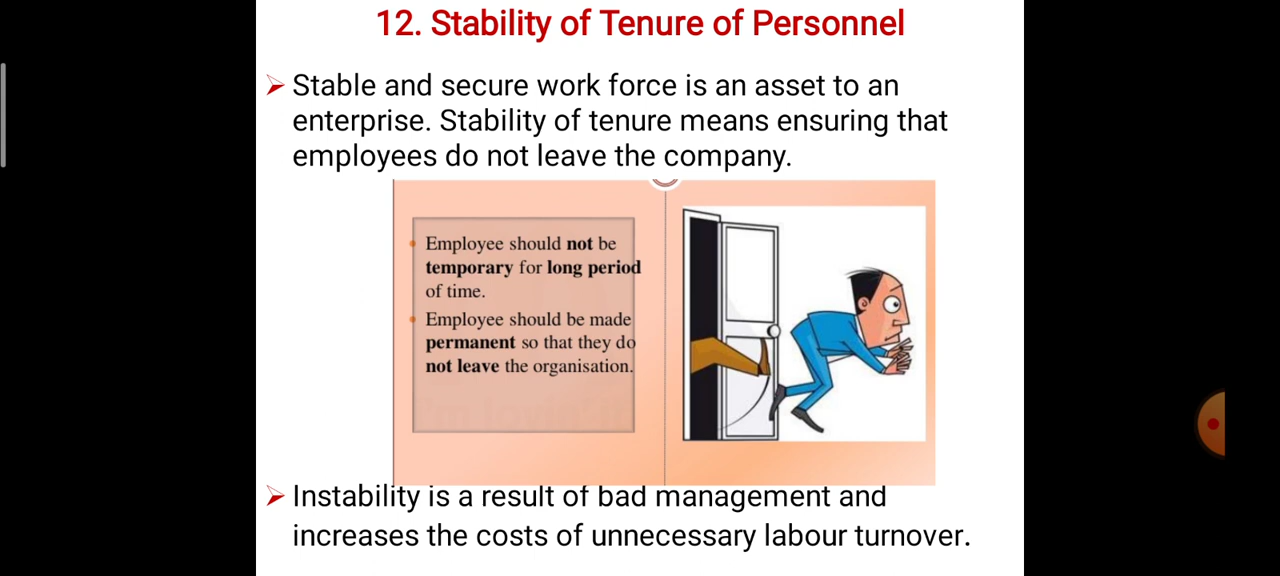 12. Stability of Tenure of Personnel
Stable and secure work force is an asset to an
enterprise. Stability of tenure means ensuring that
employees do not leave the company.
Employee should not be
temporary for long period
of time.
Employee should be made
permanent so that they do
not leave the organisation.
Instability is a result of bad management and
increases the costs of unnecessary labour turnover.